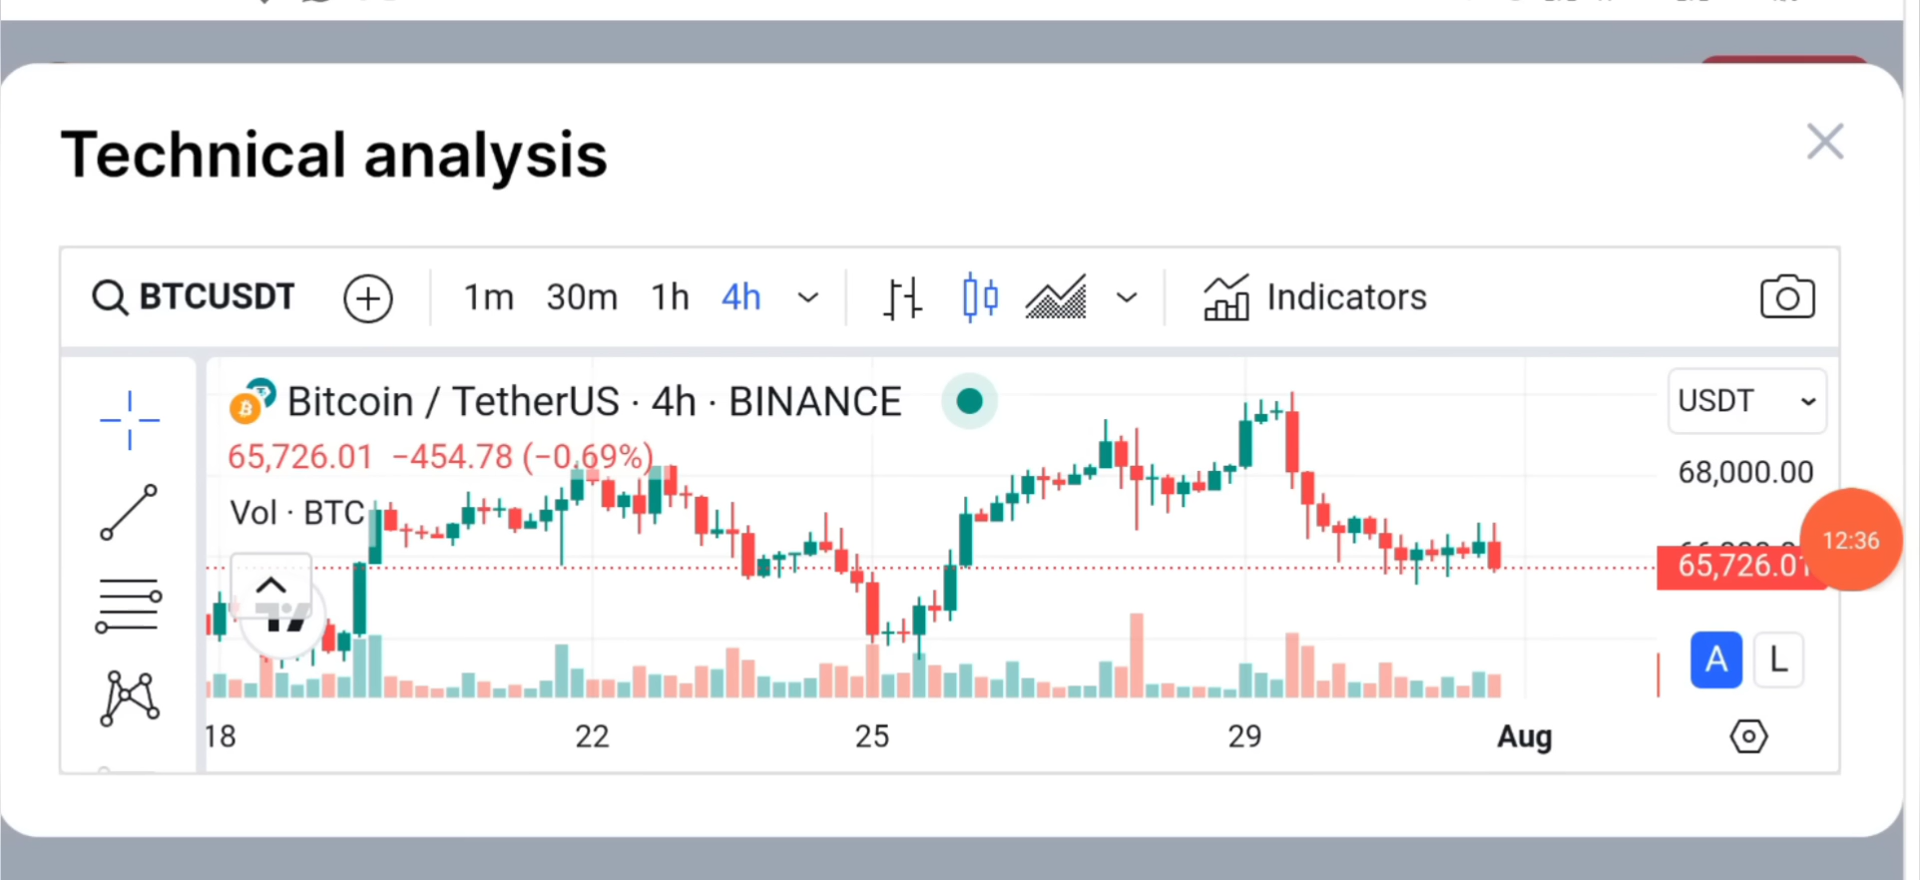 Technical analysis
BTCUSDT 1m 30m 1h 4h Indicators
Bitcoin / TetherUS · 4h · BINANCE
USDT
65,726.01 −454.78 (−0.69%)
68,000.00
Vol · BTC
12:36
65,726.01
A L
18 22 25 29 Aug